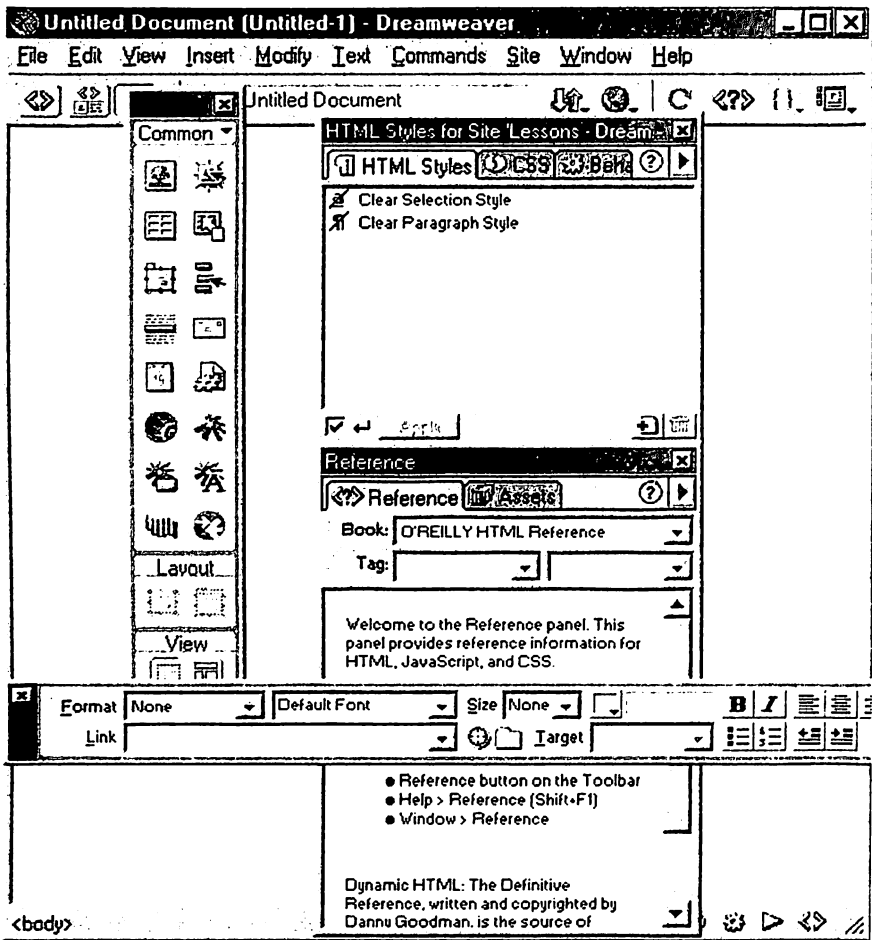 Untitled Document (Untitled-1) - Dreamweaver
File Edit View Insert Modify Text Commands Site Window Help
Untitled Document
Common
HTML Styles for Site 'Lessons - Dream
HTML Styles CSS Beha
Clear Selection Style
Clear Paragraph Style
Apply
Reference
Reference Assets
Book: O'REILLY HTML Reference
Tag:
Layout
Welcome to the Reference panel. This
panel provides reference information for
HTML, JavaScript, and CSS.
View
Format None Default Font Size None B I
Link Target
Reference button on the Toolbar
Help > Reference (Shift+F1)
Window > Reference
Dynamic HTML: The Definitive
Reference, written and copyrighted by
Danny Goodman, is the source of
<body>